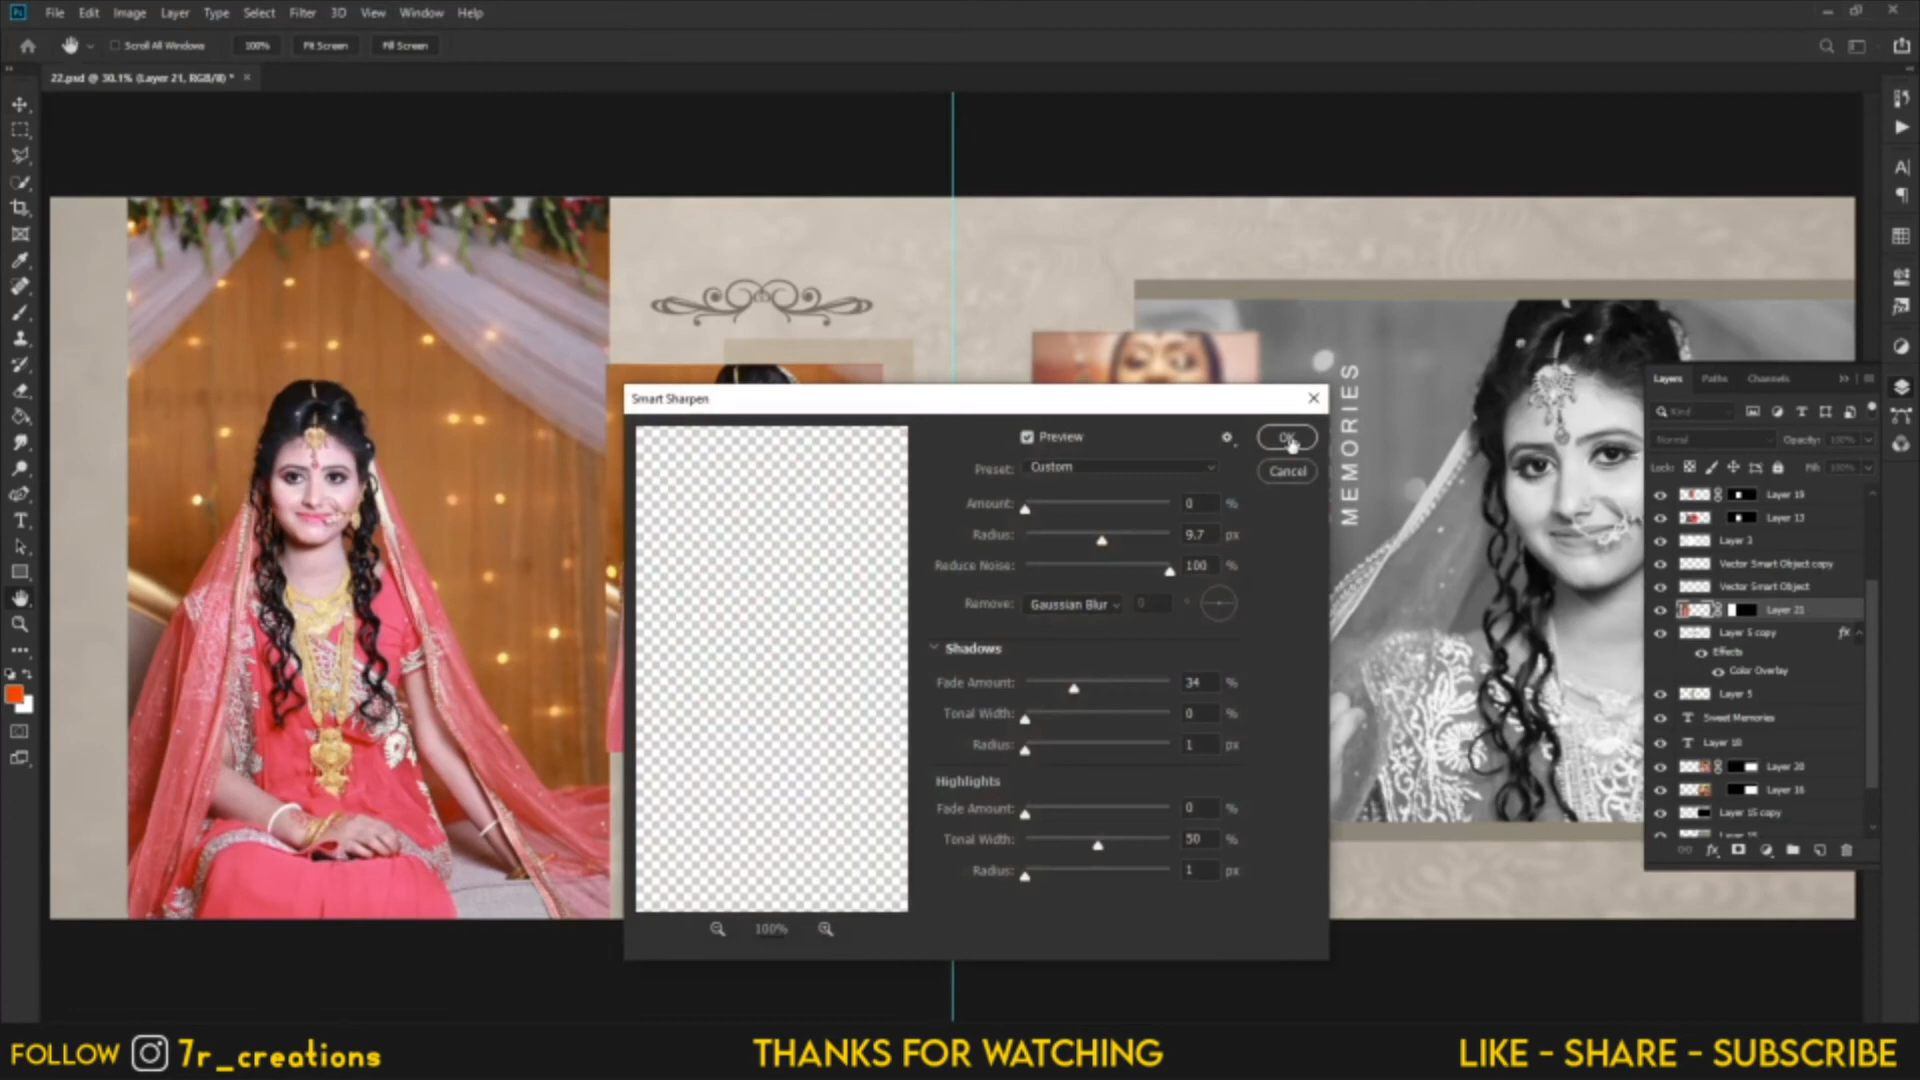 File Edit Image Layer Type Select Filter 3D View Window Help
Scroll All Windows 100% Fit Screen Fill Screen
22.psd @ 30.1% (Layer 21, RGB/8) * ×
MEMORIES
Smart Sharpen
Preview
OK
Preset: Custom
Cancel
Amount: 0 %
Radius: 9.7 px
Reduce Noise: 100 %
Remove: Gaussian Blur 0 °
Shadows
Fade Amount: 34 %
Tonal Width: 0 %
Radius: 1 px
Highlights
Fade Amount: 0 %
Tonal Width: 50 %
Radius: 1 px
100%
Layers Paths Channels
Kind
Normal Opacity: 100%
Lock: Fill: 100%
Layer 19
Layer 13
Layer 3
Vector Smart Object copy
Vector Smart Object
Layer 21
Layer 5 copy fx
Effects
Color Overlay
Layer 5
T Sweet Memories
T Layer 18
Layer 20
Layer 16
Layer 15 copy
FOLLOW 7r_creations
THANKS FOR WATCHING
LIKE - SHARE - SUBSCRIBE